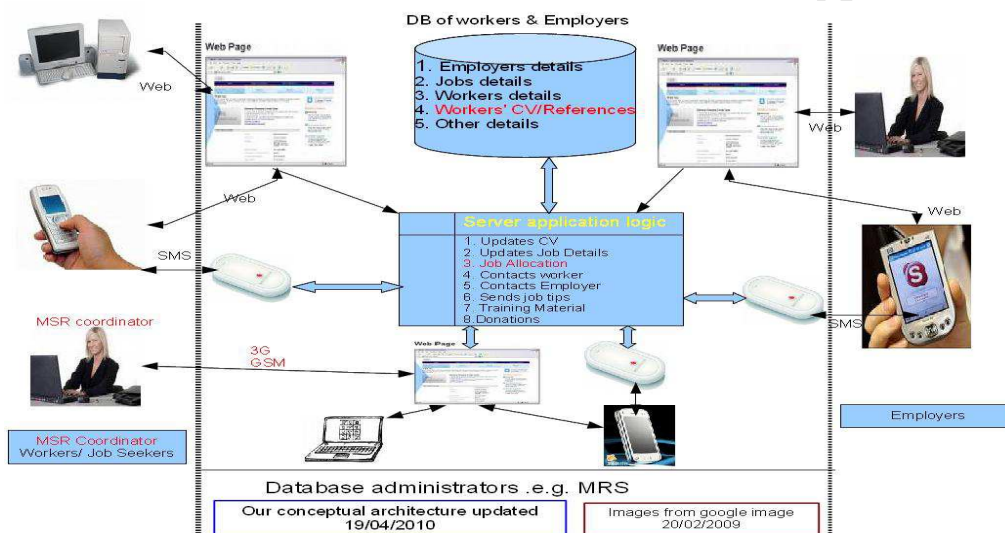 DB of workers & Employers
Web Page
Web Page
1. Employers details
2. Jobs details
3. Workers details
4. Workers' CV/References
5. Other details
Web
Web
Web
Web
Server application logic
1. Updates CV
2. Updates Job Details
3. Job Allocation
4. Contacts worker
5. Contacts Employer
6. Sends job tips
7. Training Material
8.Donations
SMS
SMS
MSR coordinator
3G
GSM
Web Page
MSR Coordinator
Workers/ Job Seekers
Employers
Database administrators .e.g. MRS
Our conceptual architecture updated
19/04/2010
Images from google image
20/02/2009